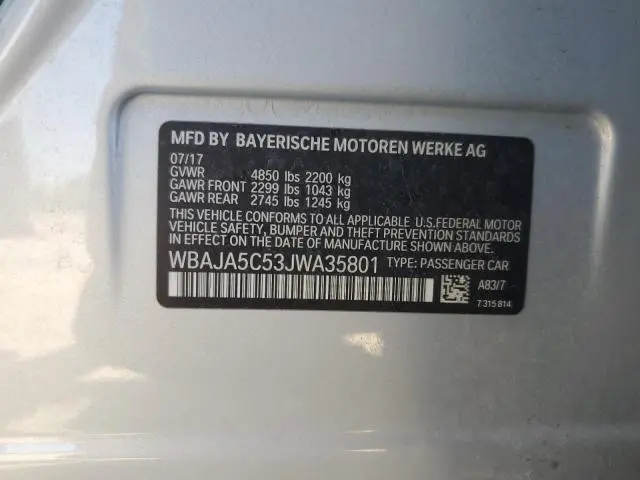 MFD BY BAYERISCHE MOTOREN WERKE AG
07/17
GVWR 4850 lbs 2200 kg
GAWR FRONT 2299 lbs 1043 kg
GAWR REAR 2745 lbs 1245 kg
THIS VEHICLE CONFORMS TO ALL APPLICABLE U.S.FEDERAL MOTOR
VEHICLE SAFETY, BUMPER AND THEFT PREVENTION STANDARDS
IN EFFECT ON THE DATE OF MANUFACTURE SHOWN ABOVE.
WBAJA5C53JWA35801 TYPE: PASSENGER CAR
A83/7
7 315 814